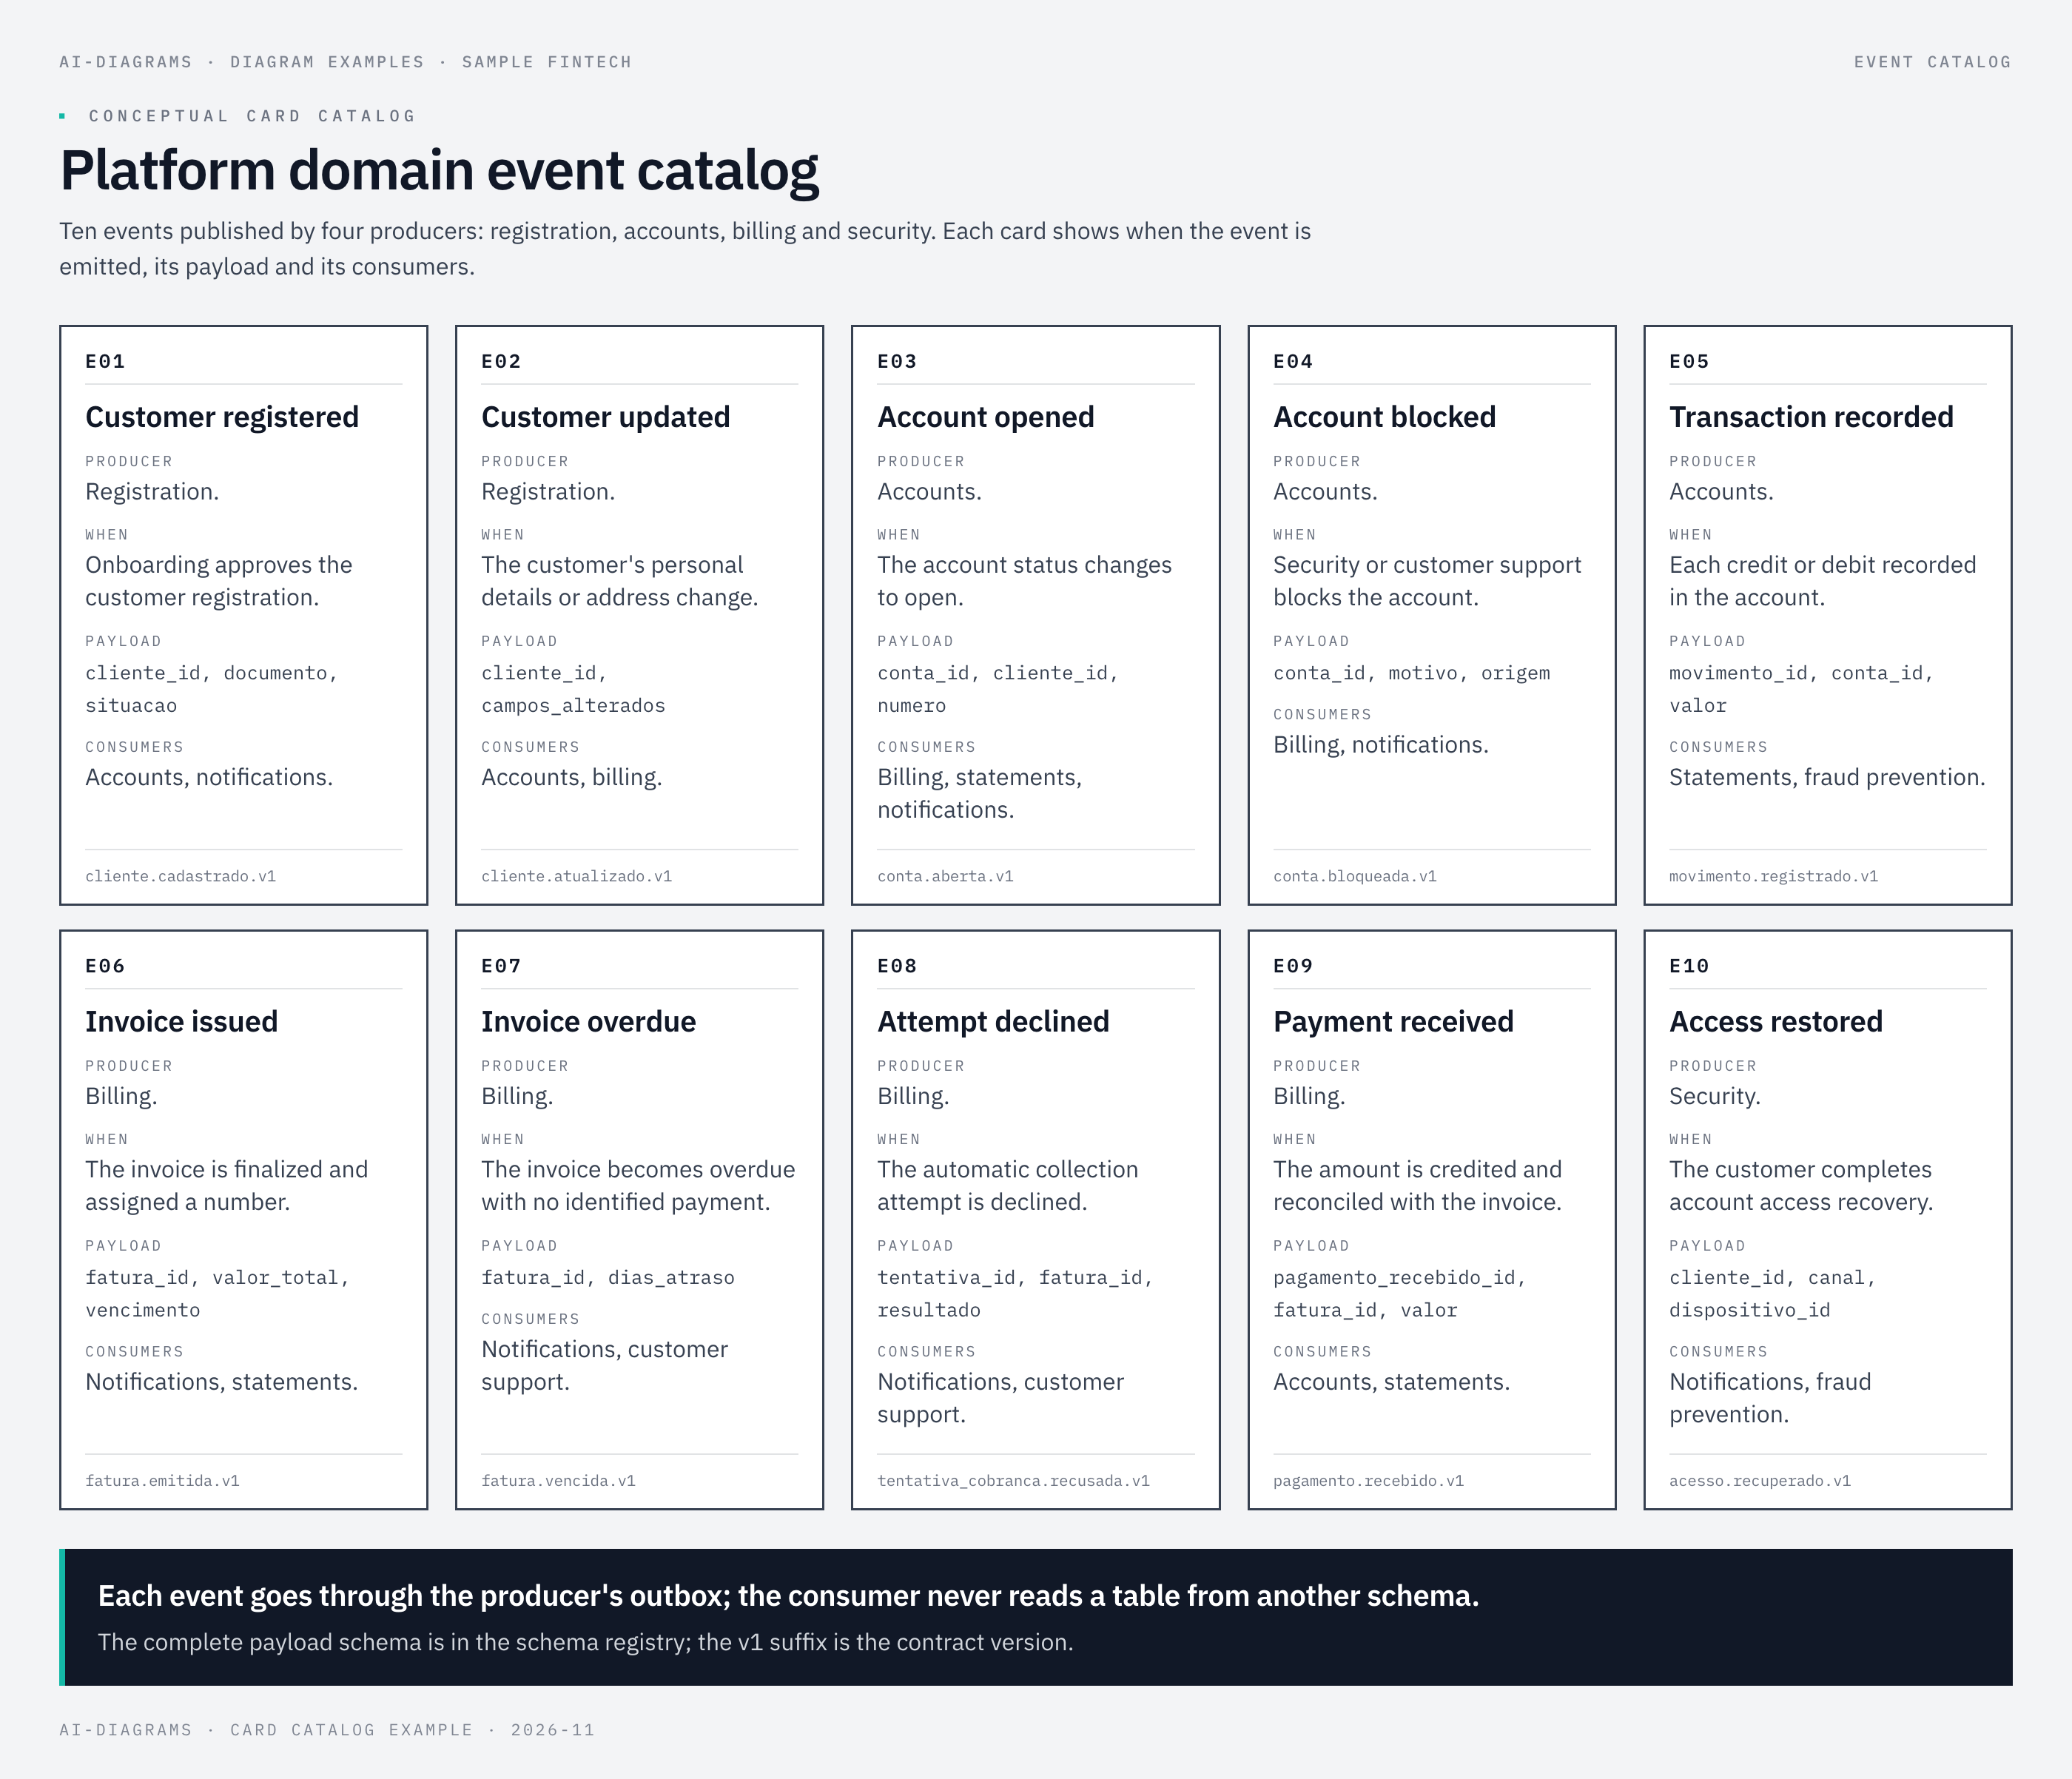 AI-DIAGRAMS · DIAGRAM EXAMPLES · SAMPLE FINTECH
EVENT CATALOG
CONCEPTUAL CARD CATALOG
Platform domain event catalog
Ten events published by four producers: registration, accounts, billing and security. Each card shows when the event is
emitted, its payload and its consumers.
E01
Customer registered
PRODUCER
Registration.
WHEN
Onboarding approves the
customer registration.
PAYLOAD
cliente_id, documento,
situacao
CONSUMERS
Accounts, notifications.
cliente.cadastrado.v1
E02
Customer updated
PRODUCER
Registration.
WHEN
The customer's personal
details or address change.
PAYLOAD
cliente_id,
campos_alterados
CONSUMERS
Accounts, billing.
cliente.atualizado.v1
E03
Account opened
PRODUCER
Accounts.
WHEN
The account status changes
to open.
PAYLOAD
conta_id, cliente_id,
numero
CONSUMERS
Billing, statements,
notifications.
conta.aberta.v1
E04
Account blocked
PRODUCER
Accounts.
WHEN
Security or customer support
blocks the account.
PAYLOAD
conta_id, motivo, origem
CONSUMERS
Billing, notifications.
conta.bloqueada.v1
E05
Transaction recorded
PRODUCER
Accounts.
WHEN
Each credit or debit recorded
in the account.
PAYLOAD
movimento_id, conta_id,
valor
CONSUMERS
Statements, fraud prevention.
movimento.registrado.v1
E06
Invoice issued
PRODUCER
Billing.
WHEN
The invoice is finalized and
assigned a number.
PAYLOAD
fatura_id, valor_total,
vencimento
CONSUMERS
Notifications, statements.
fatura.emitida.v1
E07
Invoice overdue
PRODUCER
Billing.
WHEN
The invoice becomes overdue
with no identified payment.
PAYLOAD
fatura_id, dias_atraso
CONSUMERS
Notifications, customer
support.
fatura.vencida.v1
E08
Attempt declined
PRODUCER
Billing.
WHEN
The automatic collection
attempt is declined.
PAYLOAD
tentativa_id, fatura_id,
resultado
CONSUMERS
Notifications, customer
support.
tentativa_cobranca.recusada.v1
E09
Payment received
PRODUCER
Billing.
WHEN
The amount is credited and
reconciled with the invoice.
PAYLOAD
pagamento_recebido_id,
fatura_id, valor
CONSUMERS
Accounts, statements.
pagamento.recebido.v1
E10
Access restored
PRODUCER
Security.
WHEN
The customer completes
account access recovery.
PAYLOAD
cliente_id, canal,
dispositivo_id
CONSUMERS
Notifications, fraud
prevention.
acesso.recuperado.v1
Each event goes through the producer's outbox; the consumer never reads a table from another schema.
The complete payload schema is in the schema registry; the v1 suffix is the contract version.
AI-DIAGRAMS · CARD CATALOG EXAMPLE · 2026-11